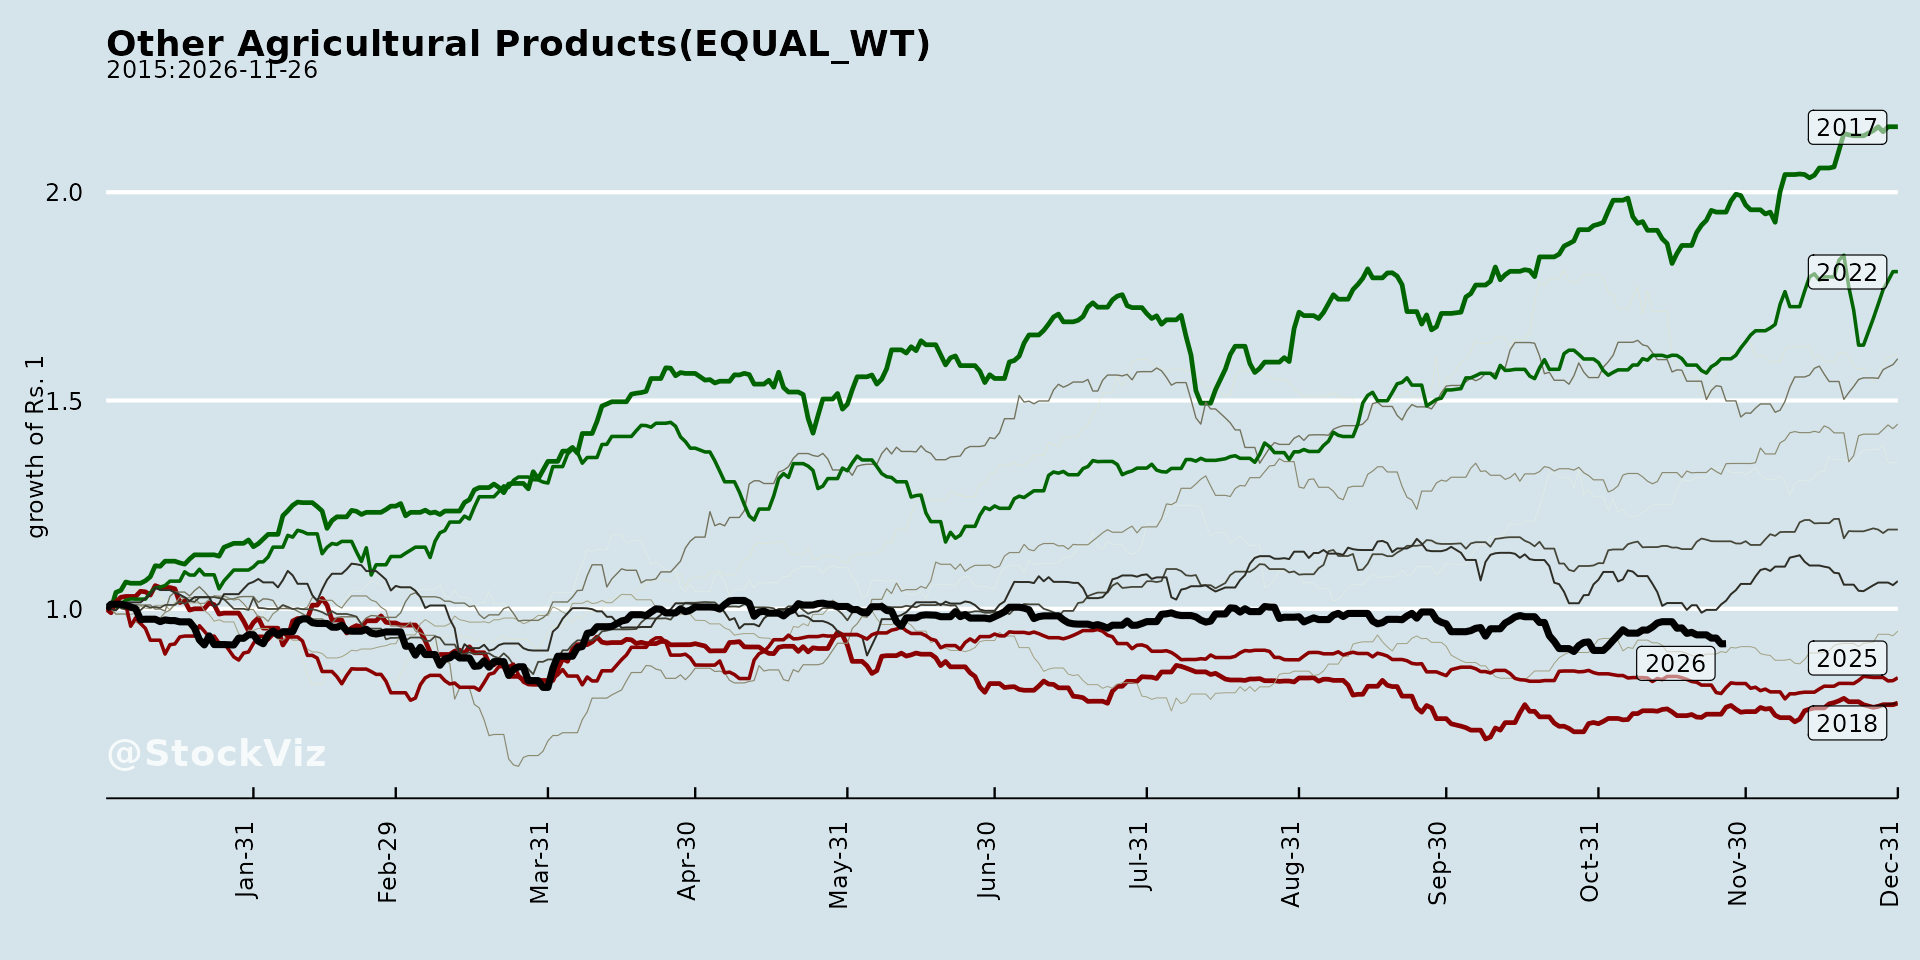 Other Agricultural Products(EQUAL_WT)
2015:2026-11-26
2017
2.0
2022
growth of Rs. 1
1.5
1.0
2026
2025
2018
@StockViz
Jan-31
Feb-29
Mar-31
Apr-30
May-31
Jun-30
Jul-31
Aug-31
Sep-30
Oct-31
Nov-30
Dec-31